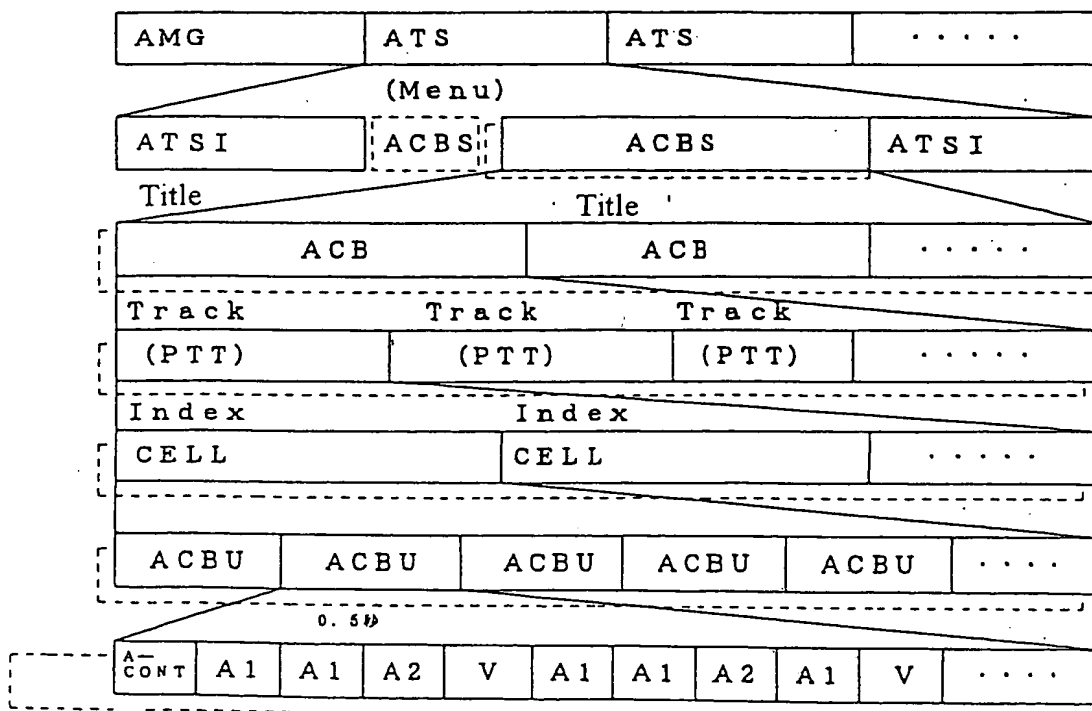 AMG ATS ATS ·····
(Menu)
ATSI ACBS ACBS ATSI
Title Title
ACB ACB ·····
Track Track Track
(PTT) (PTT) (PTT) ·····
Index Index
CELL CELL ·····
ACBU ACBU ACBU ACBU ACBU ····
0.5秒
A-
CONT A1 A1 A2 V A1 A1 A2 A1 V ····